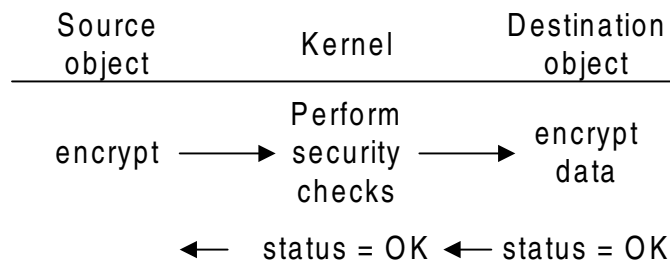 Source object
Kernel
Destination object
encrypt
Perform security checks
encrypt data
status = OK
status = OK